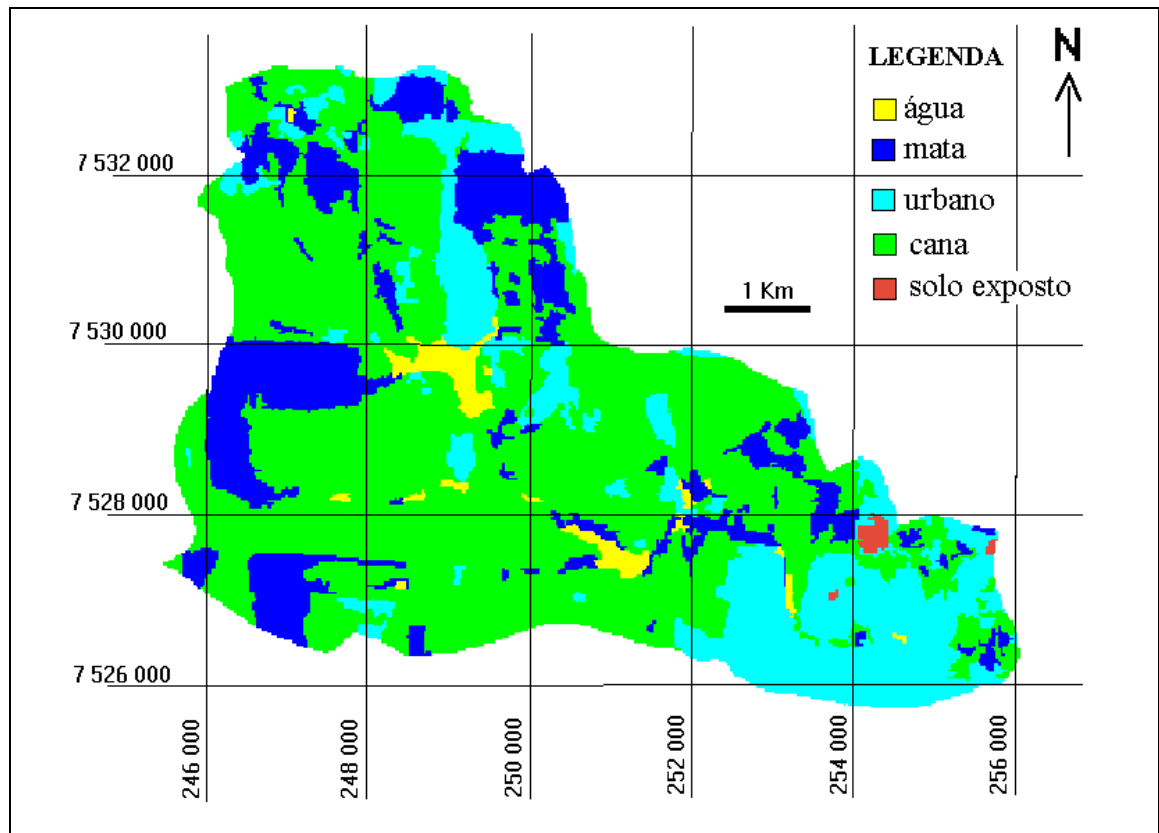 LEGENDA
N
água
mata
7 532 000
urbano
cana
solo exposto
1 Km
7 530 000
7 528 000
7 526 000
246 000
248 000
250 000
252 000
254 000
256 000